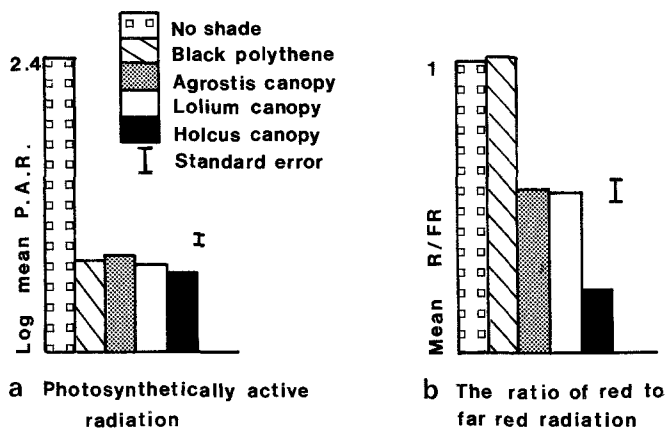 No shade
Black polythene
Agrostis canopy
Lolium canopy
Holcus canopy
Standard error
2.4
Log mean P.A.R.
a Photosynthetically active
radiation
1
Mean R/FR
b The ratio of red to
far red radiation